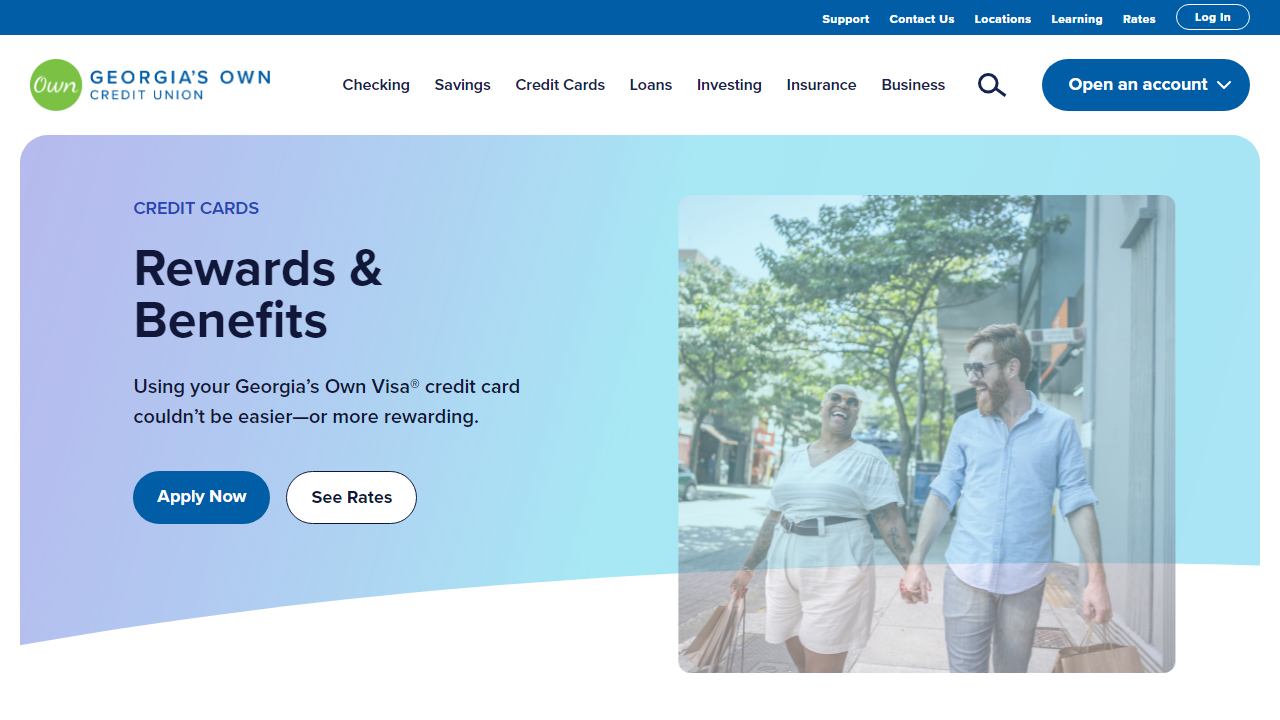 Support Contact Us Locations Learning Rates Log In
Own GEORGIA'S OWN
CREDIT UNION
Checking Savings Credit Cards Loans Investing Insurance Business Open an account
CREDIT CARDS
Rewards &
Benefits
Using your Georgia’s Own Visa® credit card
couldn’t be easier—or more rewarding.
Apply Now See Rates